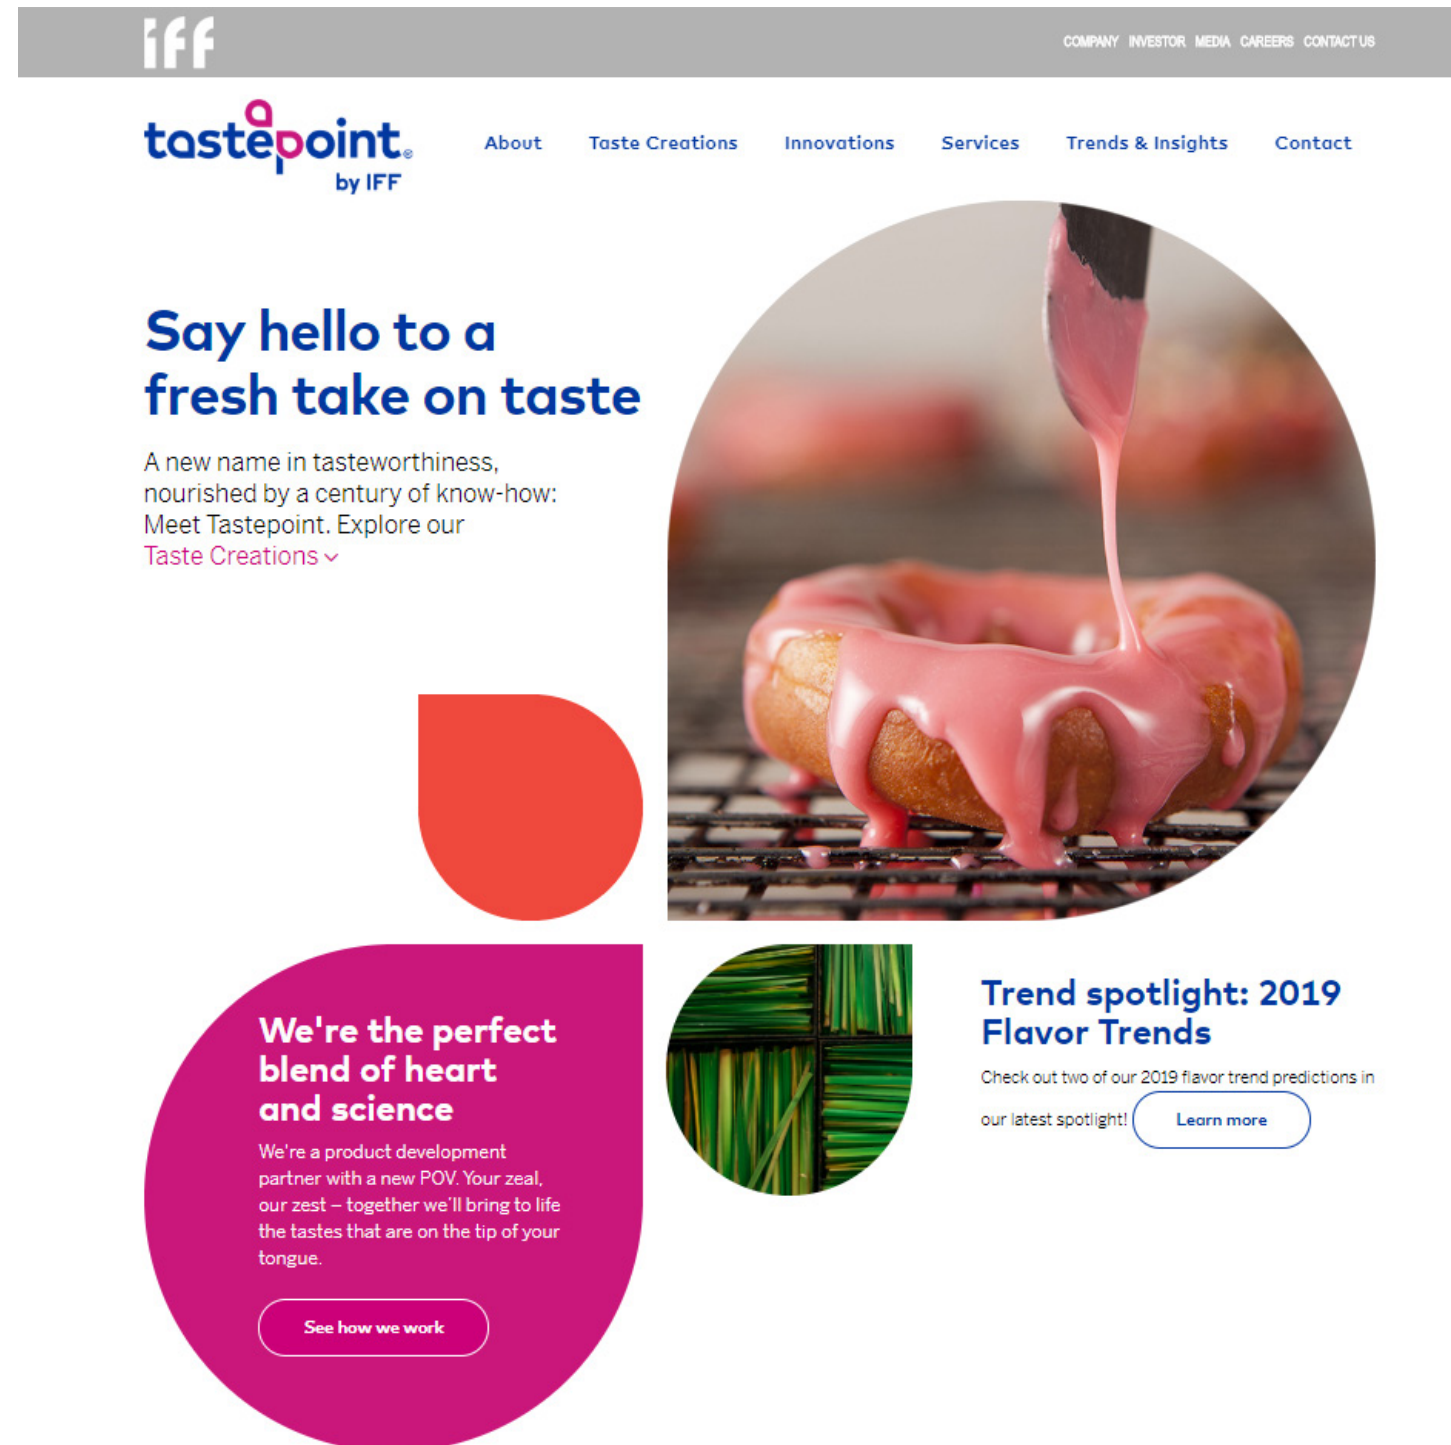 iff
COMPANY INVESTOR MEDIA CAREERS CONTACT US
tastepoint®
by IFF
About Taste Creations Innovations Services Trends & Insights Contact
Say hello to a
fresh take on taste
A new name in tasteworthiness,
nourished by a century of know-how:
Meet Tastepoint. Explore our
Taste Creations
We're the perfect
blend of heart
and science
We're a product development
partner with a new POV. Your zeal,
our zest – together we'll bring to life
the tastes that are on the tip of your
tongue.
See how we work
Trend spotlight: 2019
Flavor Trends
Check out two of our 2019 flavor trend predictions in
our latest spotlight! Learn more